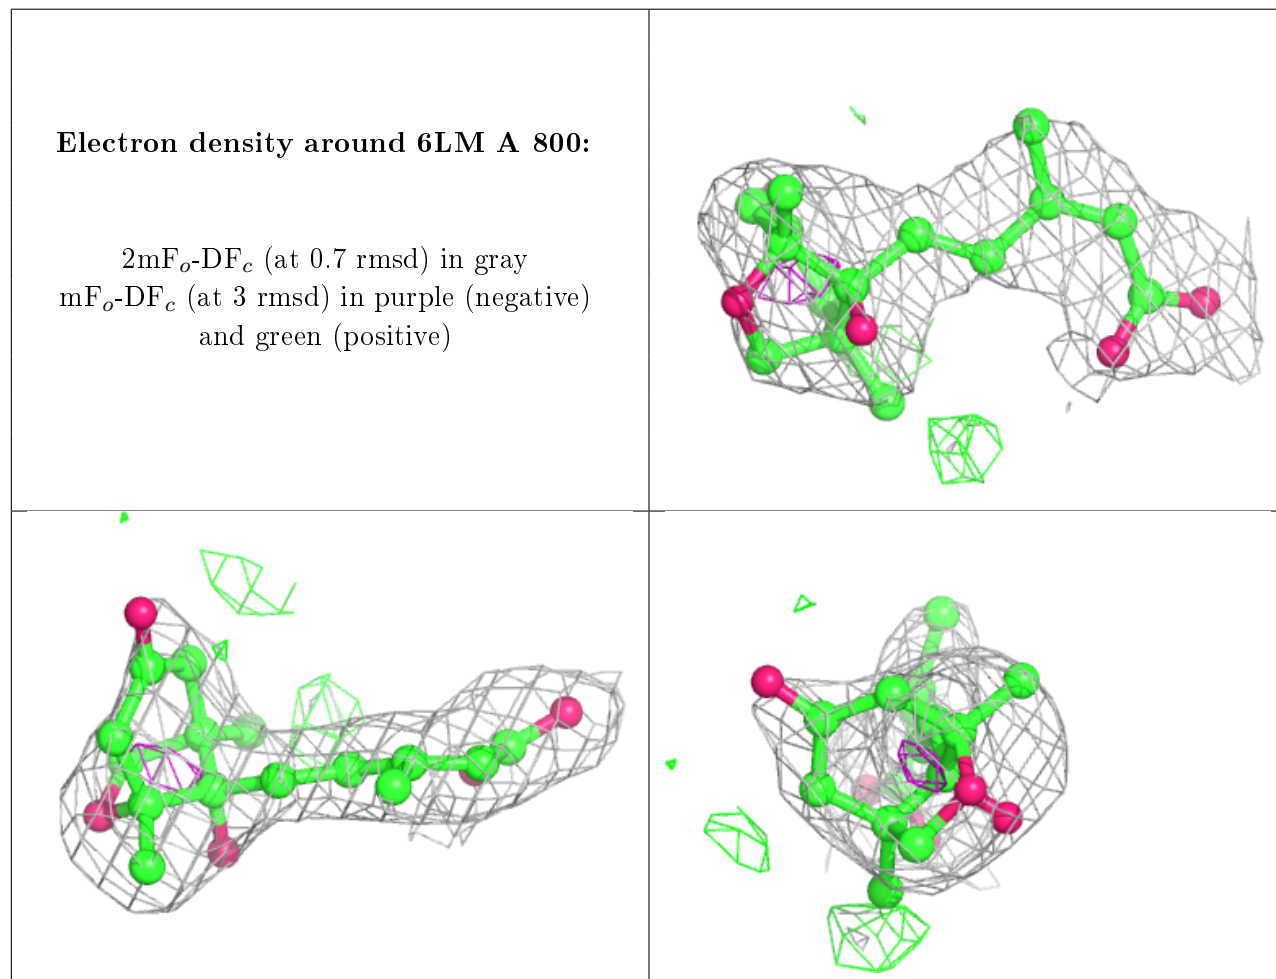 Electron density around 6LM A 800:
2mFₒ-DF𝒸 (at 0.7 rmsd) in gray
mFₒ-DF𝒸 (at 3 rmsd) in purple (negative)
and green (positive)